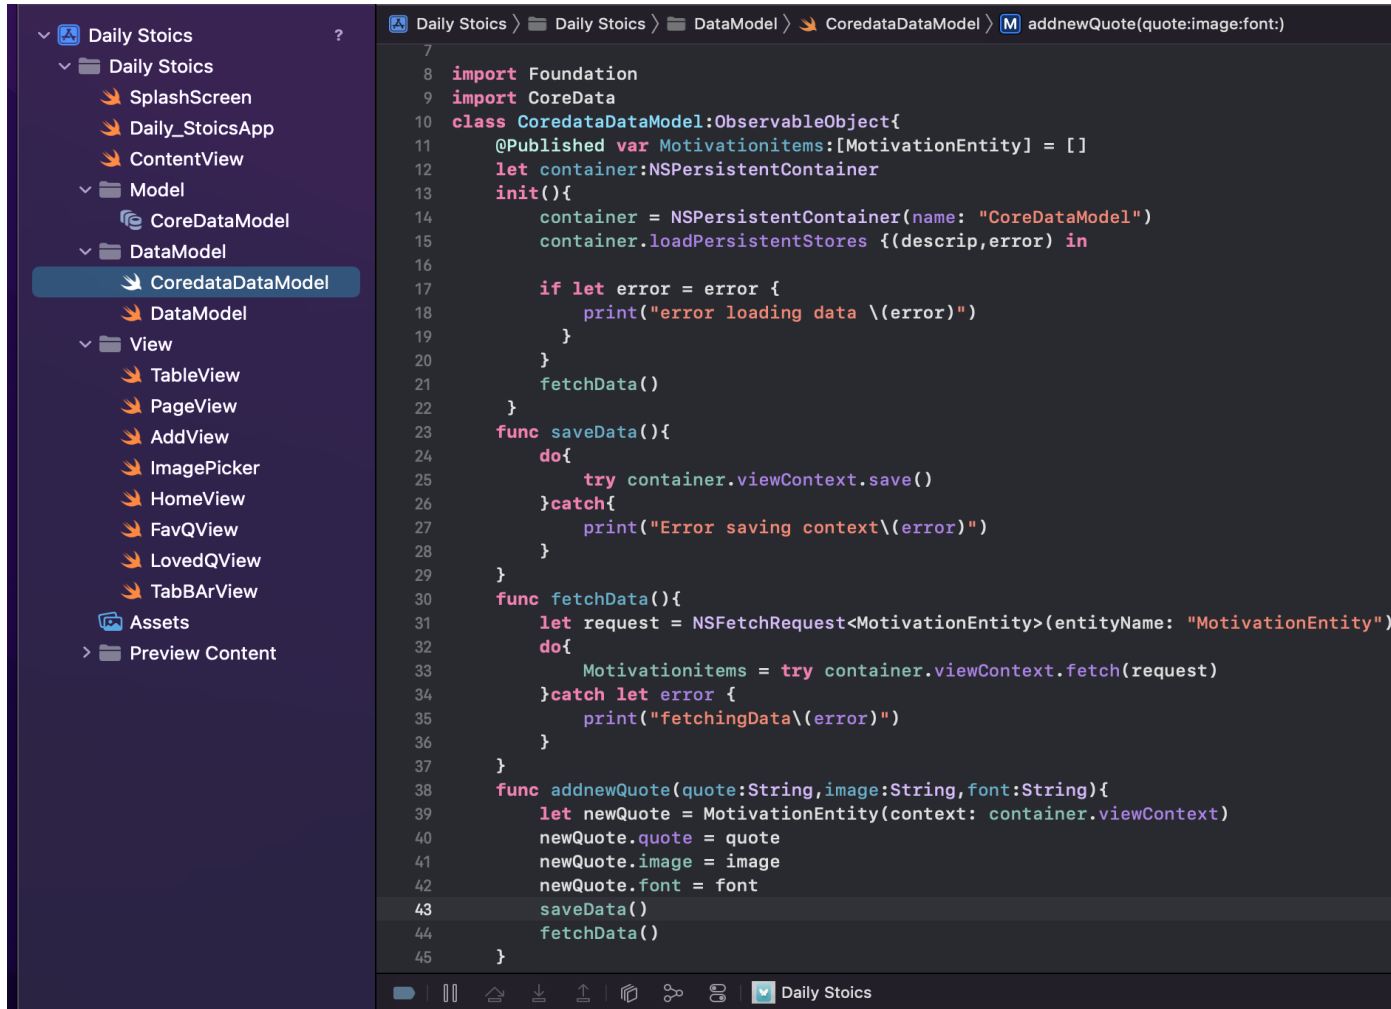 Daily Stoics ?
Daily Stoics
SplashScreen
Daily_StoicsApp
ContentView
Model
CoreDataModel
DataModel
CoredataDataModel
DataModel
View
TableView
PageView
AddView
ImagePicker
HomeView
FavQView
LovedQView
TabBArView
Assets
Preview Content
Daily Stoics Daily Stoics DataModel CoredataDataModel M addnewQuote(quote:image:font:)
7
8 import Foundation
9 import CoreData
10 class CoredataDataModel:ObservableObject{
11     @Published var Motivationitems:[MotivationEntity] = []
12     let container:NSPersistentContainer
13     init(){
14         container = NSPersistentContainer(name: "CoreDataModel")
15         container.loadPersistentStores {(descrip,error) in
16
17         if let error = error {
18             print("error loading data \(error)")
19           }
20         }
21         fetchData()
22      }
23     func saveData(){
24         do{
25             try container.viewContext.save()
26         }catch{
27             print("Error saving context\(error)")
28         }
29     }
30     func fetchData(){
31         let request = NSFetchRequest<MotivationEntity>(entityName: "MotivationEntity")
32         do{
33             Motivationitems = try container.viewContext.fetch(request)
34         }catch let error {
35             print("fetchingData\(error)")
36         }
37     }
38     func addnewQuote(quote:String,image:String,font:String){
39         let newQuote = MotivationEntity(context: container.viewContext)
40         newQuote.quote = quote
41         newQuote.image = image
42         newQuote.font = font
43         saveData()
44         fetchData()
45     }
Daily Stoics